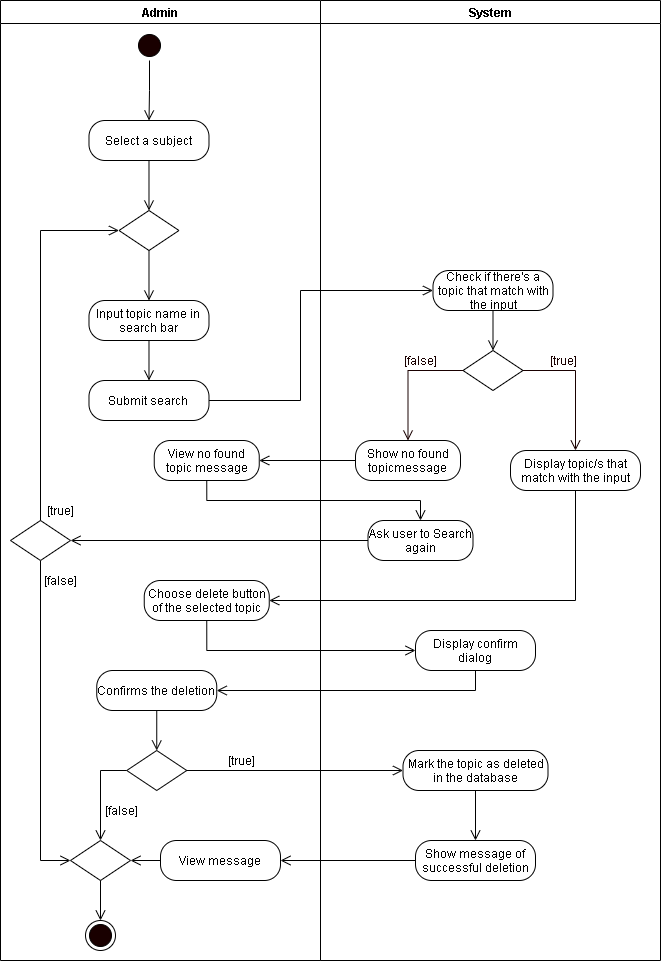 Admin
System
Select a subject
Check if there's a
topic that match with
the input
Input topic name in
search bar
[false]
[true]
Submit search
View no found
topic message
Show no found
topicmessage
Display topic/s that
match with the input
[true]
Ask user to Search
again
[false]
Choose delete button
of the selected topic
Display confirm
dialog
Confirms the deletion
[true]
Mark the topic as deleted
in the database
[false]
View message
Show message of
successful deletion